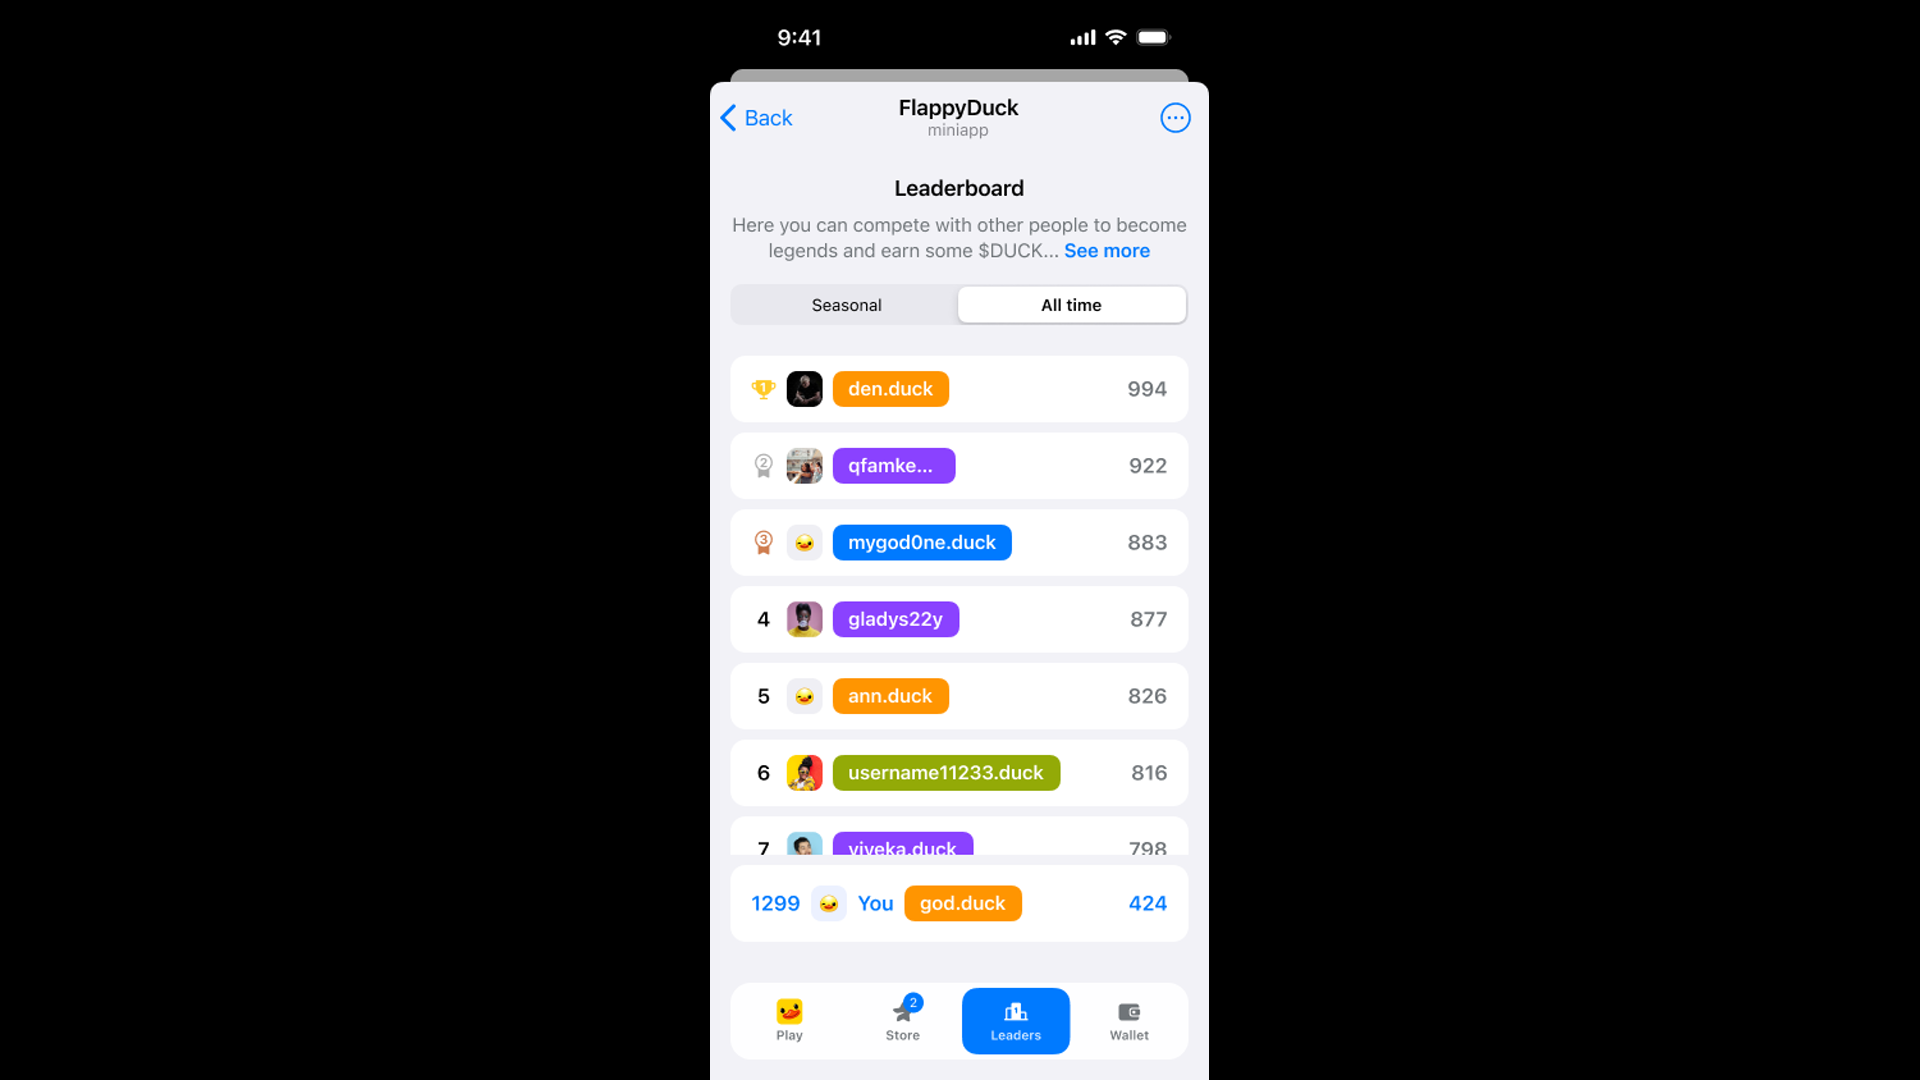 9:41
Back
FlappyDuck
miniapp
Leaderboard
Here you can compete with other people to become
legends and earn some $DUCK... See more
Seasonal
All time
1 den.duck 994
2 qfamke... 922
3 mygod0ne.duck 883
4 gladys22y 877
5 ann.duck 826
6 username11233.duck 816
7 viveka.duck 798
1299 You god.duck 424
2
Play
Store
Leaders
Wallet